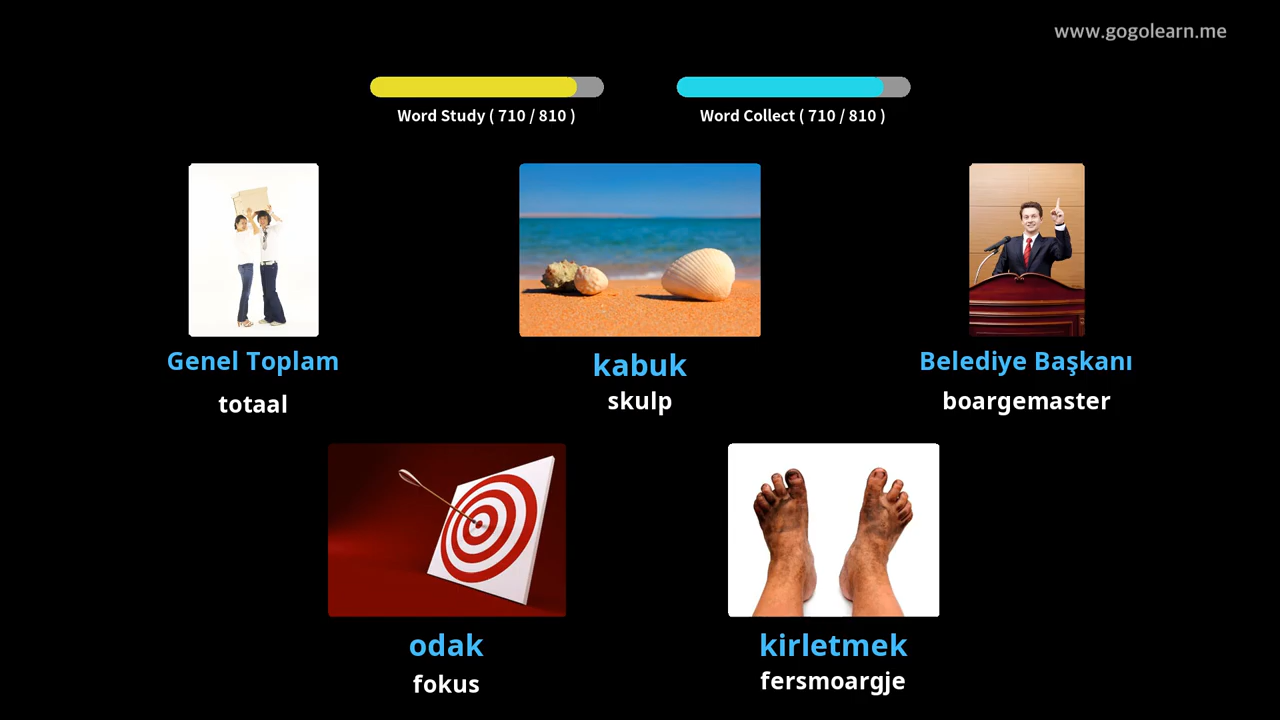 www.gogolearn.me
Word Study ( 710 / 810 )
Word Collect ( 710 / 810 )
Genel Toplam
totaal
kabuk
skulp
Belediye Başkanı
boargemaster
odak
fokus
kirletmek
fersmoargje